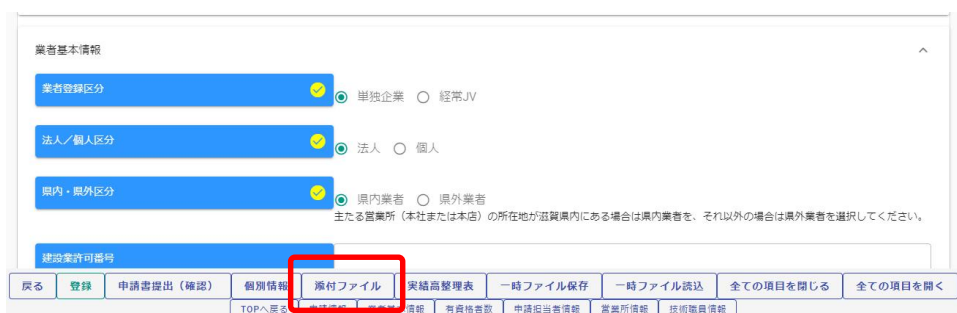 業者基本情報
業者登録区分 単独企業 経常JV
法人／個人区分 法人 個人
県内・県外区分 県内業者 県外業者
主たる営業所（本社または本店）の所在地が滋賀県内にある場合は県内業者を、それ以外の場合は県外業者を選択してください。
建設業許可番号
戻る 登録 申請書提出（確認） 個別情報 添付ファイル 実績高整理表 一時ファイル保存 一時ファイル読込 全ての項目を閉じる 全ての項目を開く
TOPへ戻る 申請情報 業者基本情報 有資格者数 申請担当者情報 営業所情報 技術職員情報